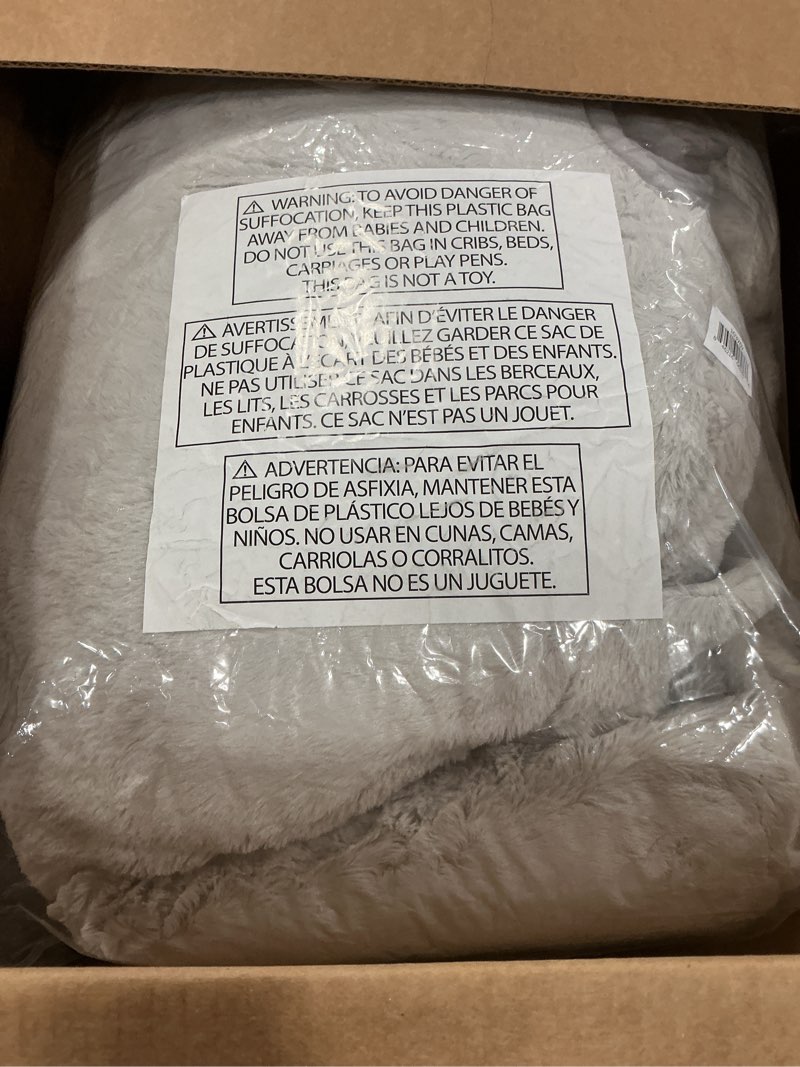 ⚠ WARNING: TO AVOID DANGER OF
SUFFOCATION, KEEP THIS PLASTIC BAG
AWAY FROM BABIES AND CHILDREN.
DO NOT USE THIS BAG IN CRIBS, BEDS,
CARRIAGES OR PLAY PENS.
THIS BAG IS NOT A TOY.
⚠ AVERTISSEMENT: AFIN D'ÉVITER LE DANGER
DE SUFFOCATION, VEUILLEZ GARDER CE SAC DE
PLASTIQUE À L'ÉCART DES BÉBÉS ET DES ENFANTS.
NE PAS UTILISER CE SAC DANS LES BERCEAUX,
LES LITS, LES CARROSSES ET LES PARCS POUR
ENFANTS. CE SAC N'EST PAS UN JOUET.
⚠ ADVERTENCIA: PARA EVITAR EL
PELIGRO DE ASFIXIA, MANTENER ESTA
BOLSA DE PLÁSTICO LEJOS DE BEBÉS Y
NIÑOS. NO USAR EN CUNAS, CAMAS,
CARRIOLAS O CORRALITOS.
ESTA BOLSA NO ES UN JUGUETE.